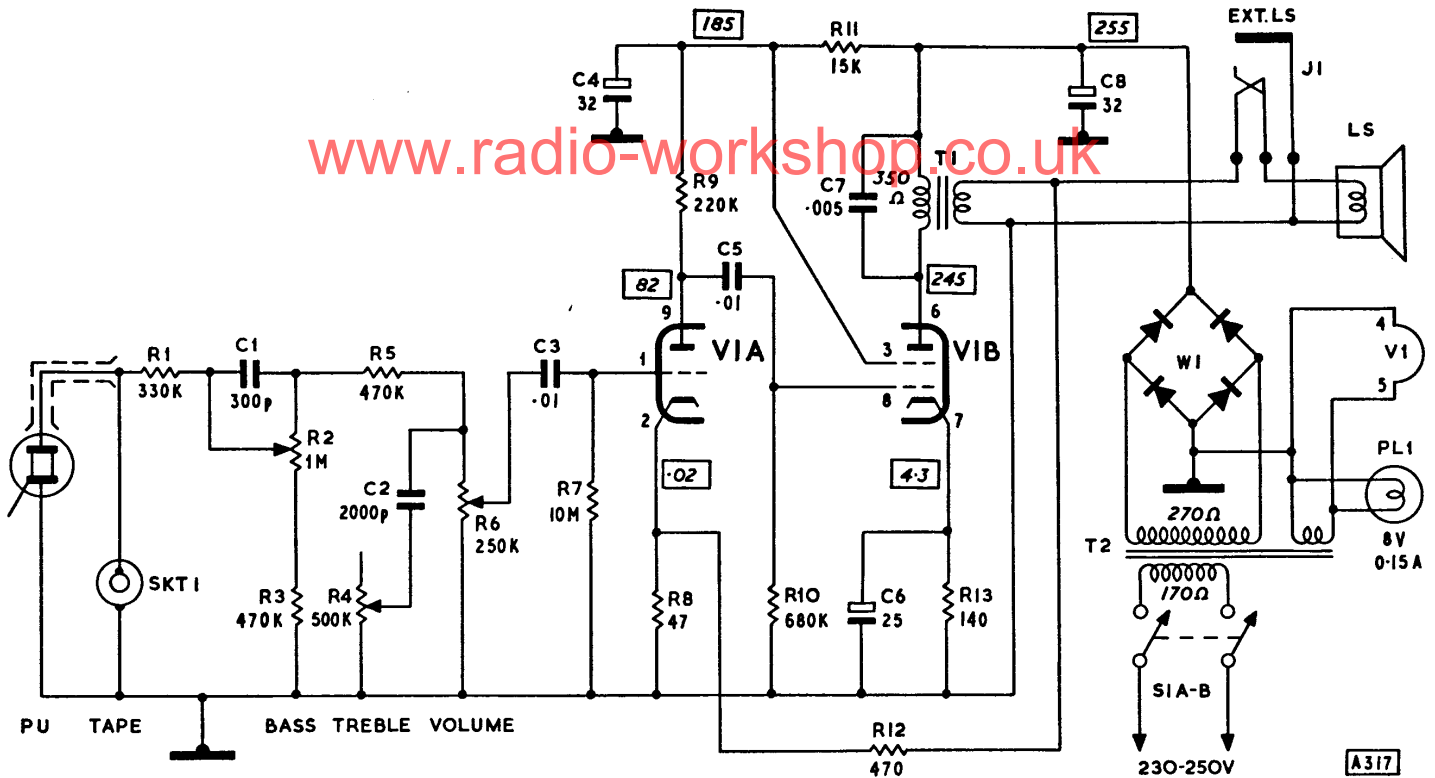 185
R11
15K
255
EXT.LS
J1
C4
32
C8
32
LS
www.radio-workshop.co.uk
T1
R9
220K
C7
·005
350
Ω
C5
·01
82
245
9
6
4
V1
5
R1
330K
C1
300p
R5
470K
C3
·01
1
V1A
3
8
V1B
W1
2
7
R2
1M
C2
2000p
R6
250K
R7
10M
·02
4·3
PL1
8V
0·15A
270Ω
T2
170Ω
SKT1
R3
470K
R4
500K
R8
47
R10
680K
C6
25
R13
140
S1A-B
PU TAPE BASS TREBLE VOLUME
R12
470
230-250V
A317